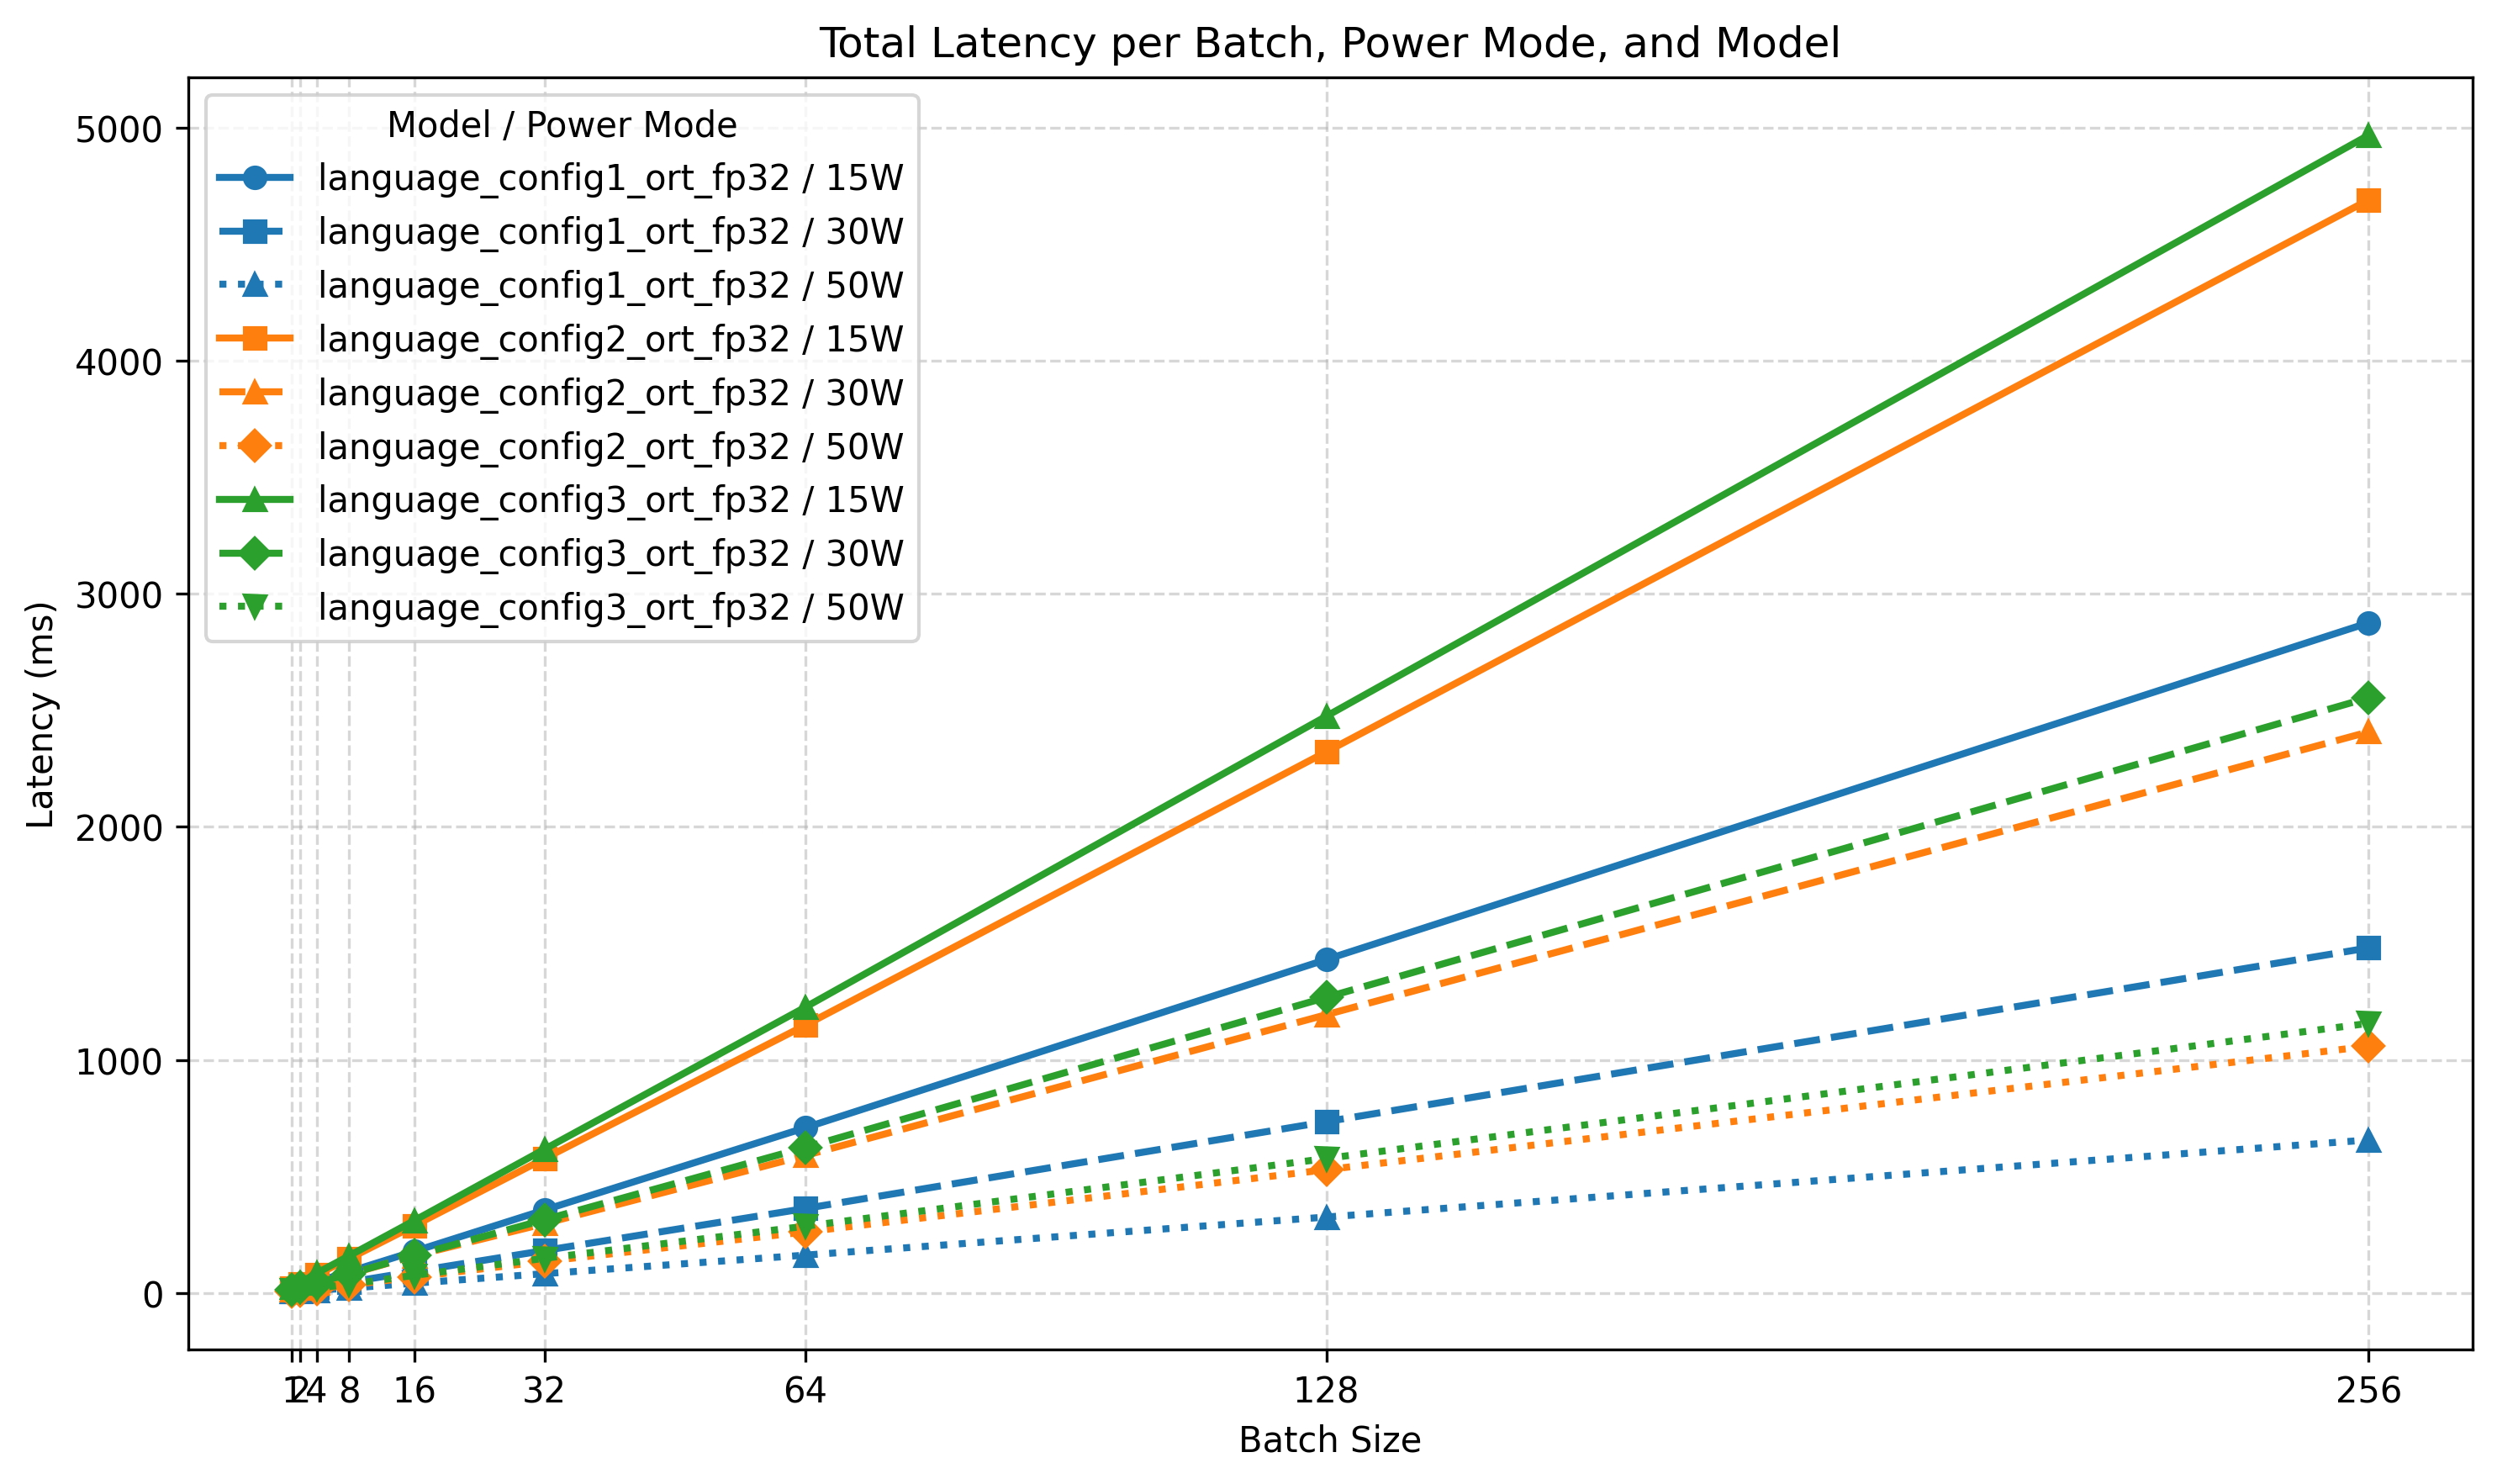 Total Latency per Batch, Power Mode, and Model
Model / Power Mode
language_config1_ort_fp32 / 15W
language_config1_ort_fp32 / 30W
language_config1_ort_fp32 / 50W
language_config2_ort_fp32 / 15W
language_config2_ort_fp32 / 30W
language_config2_ort_fp32 / 50W
language_config3_ort_fp32 / 15W
language_config3_ort_fp32 / 30W
language_config3_ort_fp32 / 50W
5000
4000
3000
2000
1000
0
Latency (ms)
1 2 4 8 16 32 64 128 256
Batch Size